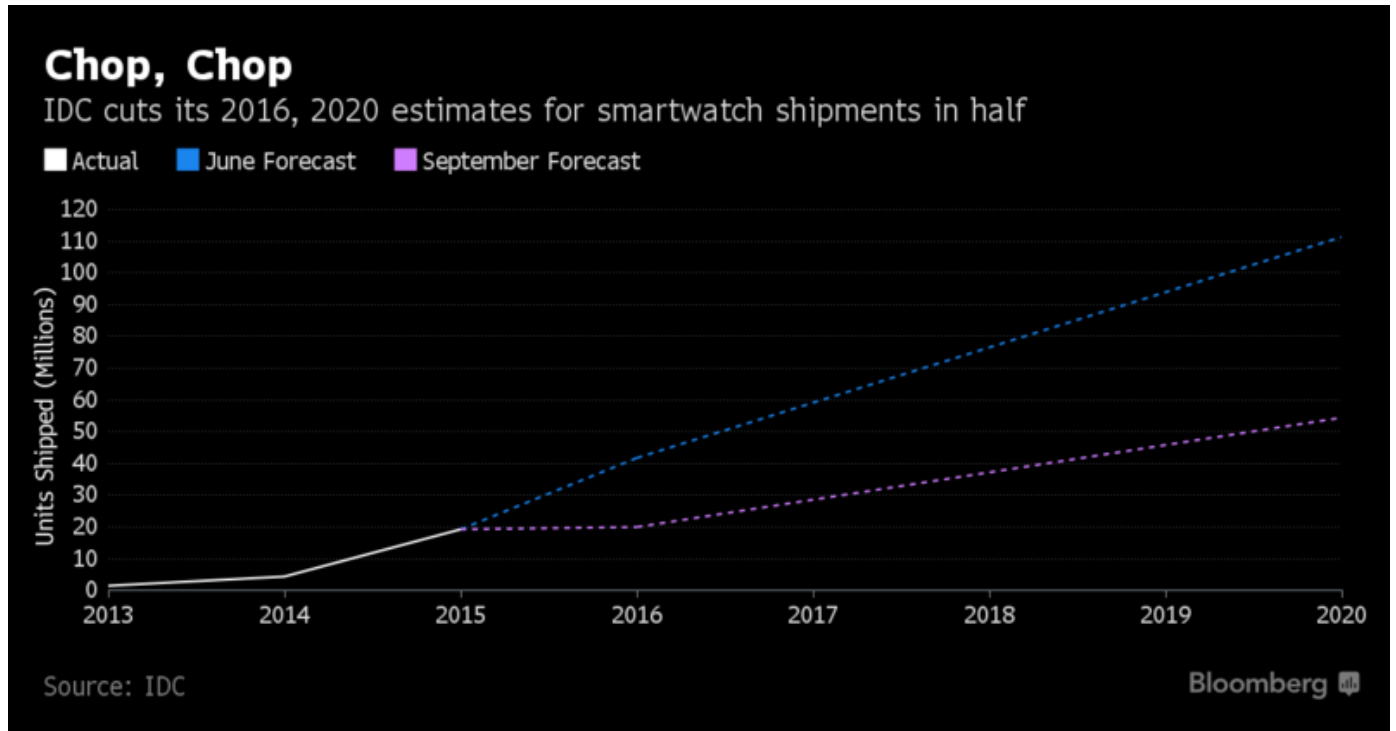 Chop, Chop
IDC cuts its 2016, 2020 estimates for smartwatch shipments in half
Actual June Forecast September Forecast
Units Shipped (Millions)
120
110
100
90
80
70
60
50
40
30
20
10
0
2013 2014 2015 2016 2017 2018 2019 2020
Source: IDC
Bloomberg